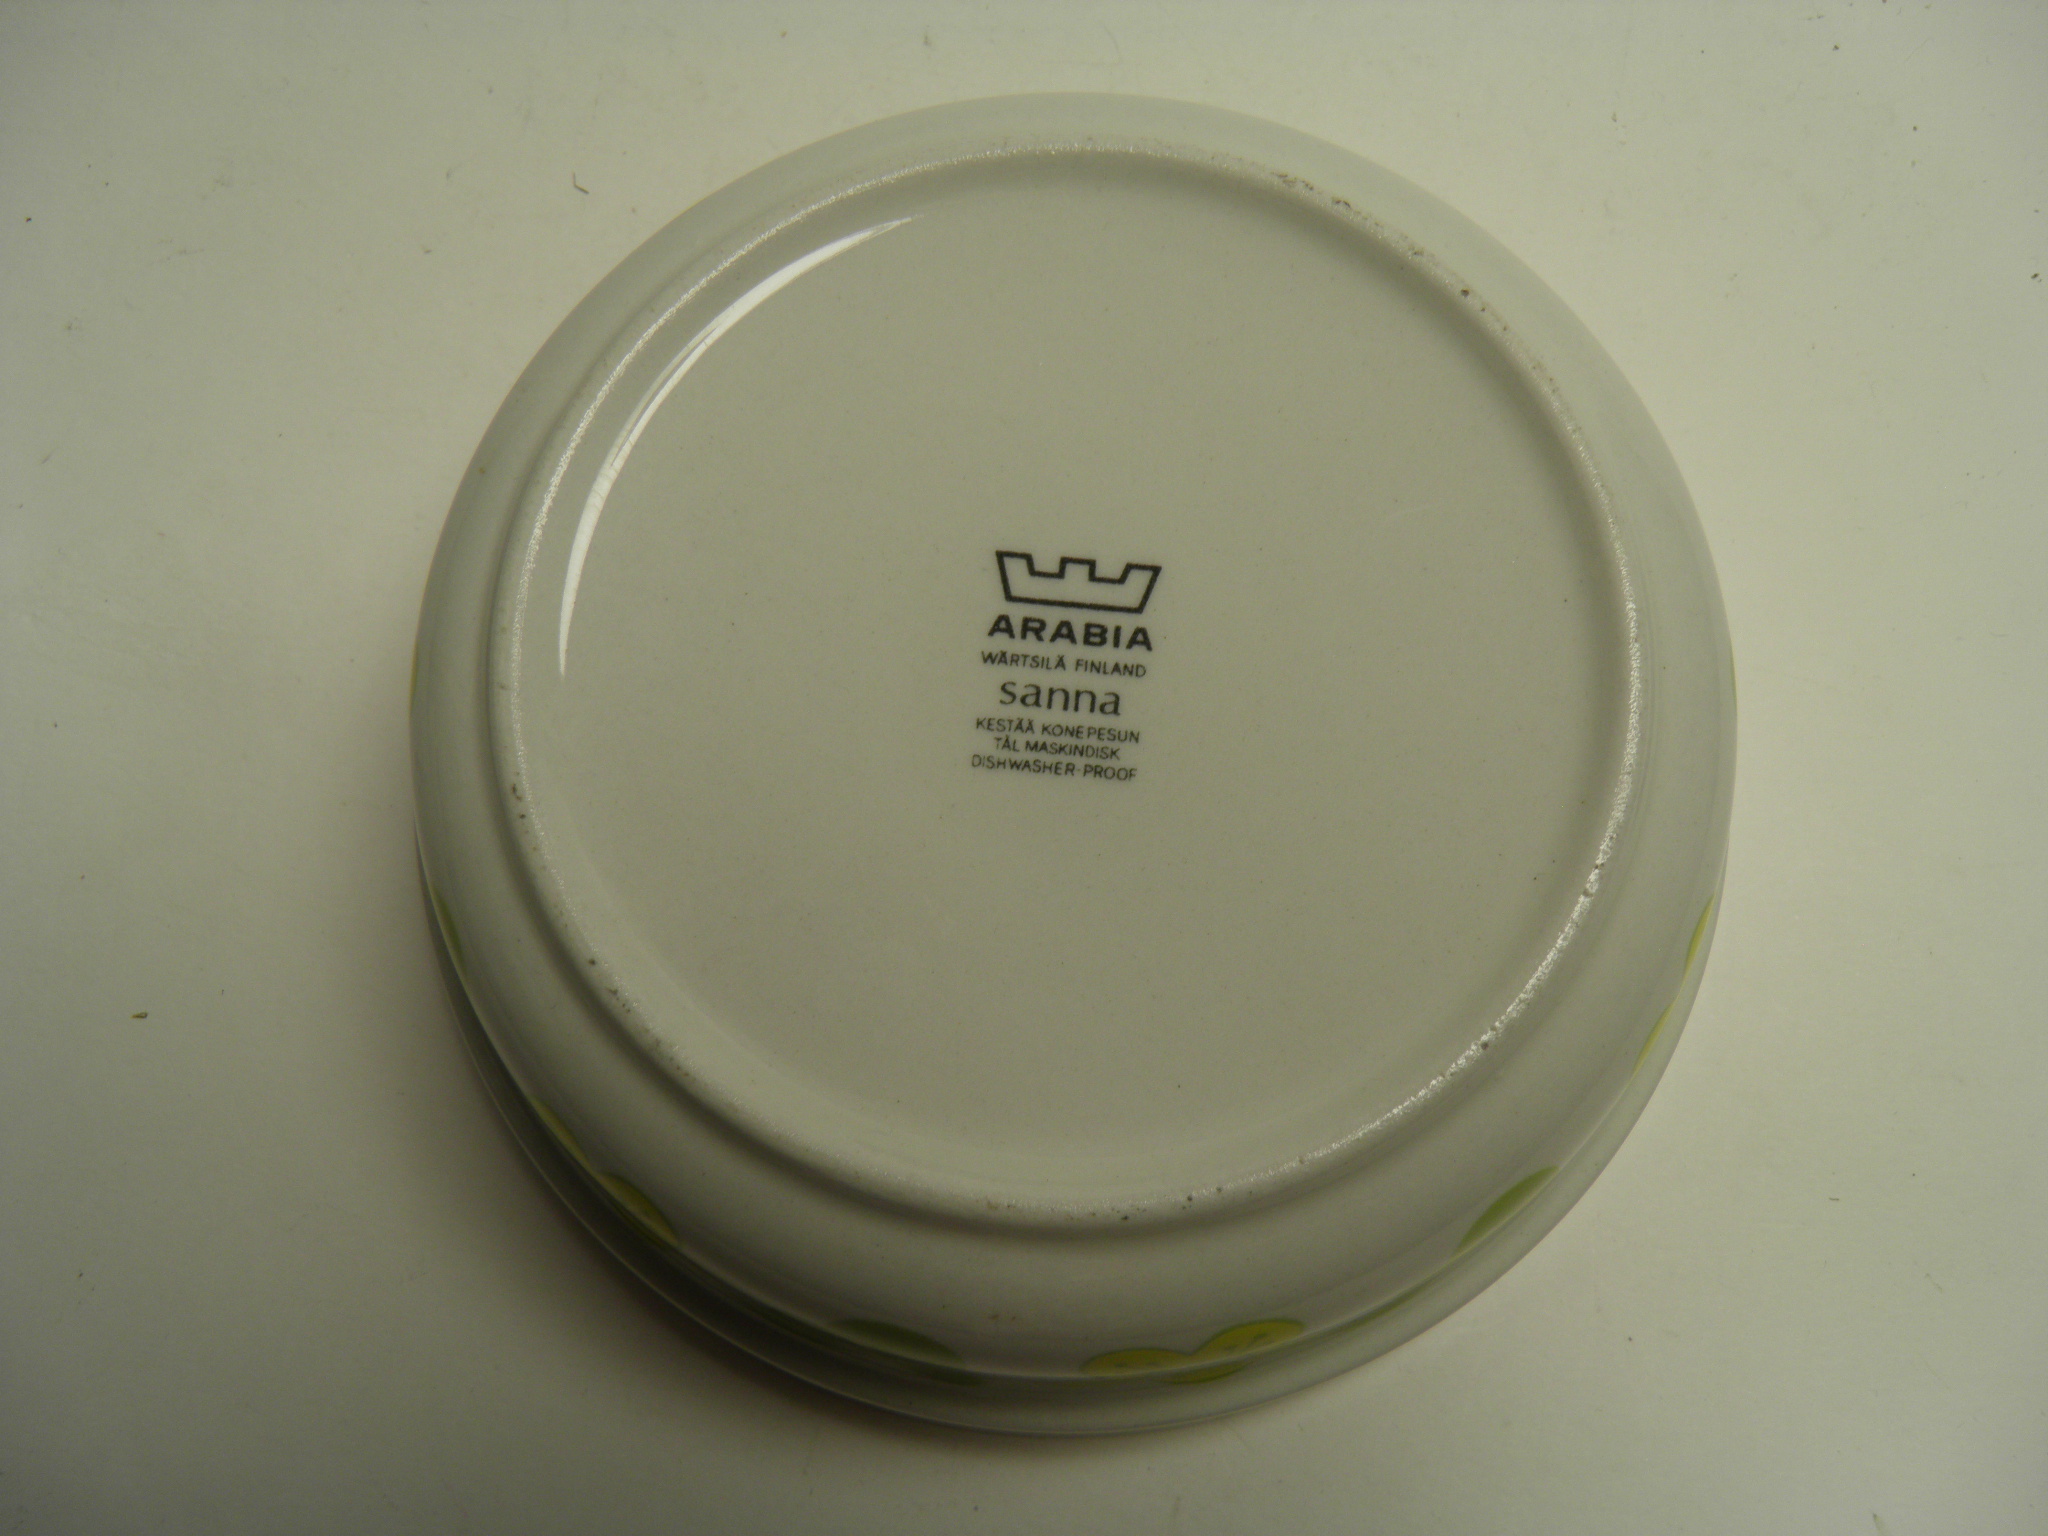 ARABIA
WÄRTSILÄ FINLAND
sanna
KESTÄÄ KONEPESUN
TÅL MASKINDISK
DISHWASHER-PROOF